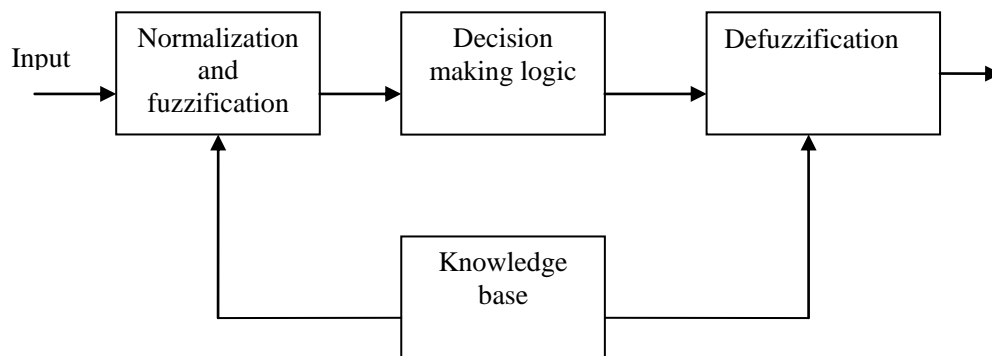 Input
Normalization
and
fuzzification
Decision
making logic
Defuzzification
Knowledge
base